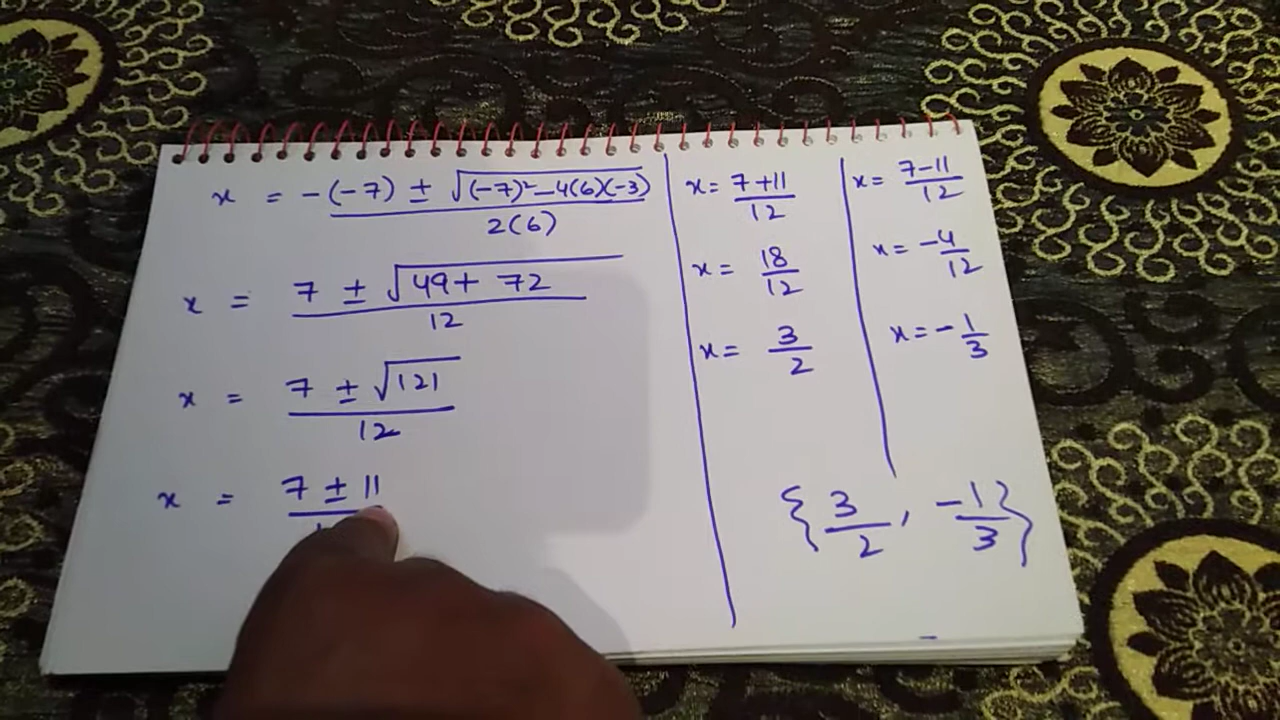 x = -(-7) ± √(-7)² - 4(6)(-3) / 2(6)
x = 7 ± √49 + 72 / 12
x = 7 ± √121 / 12
x = 7 ± 11
x = 7 + 11 / 12
x = 18 / 12
x = 3 / 2
x = 7 - 11 / 12
x = -4 / 12
x = - 1 / 3
{ 3 / 2 , -1 / 3 }